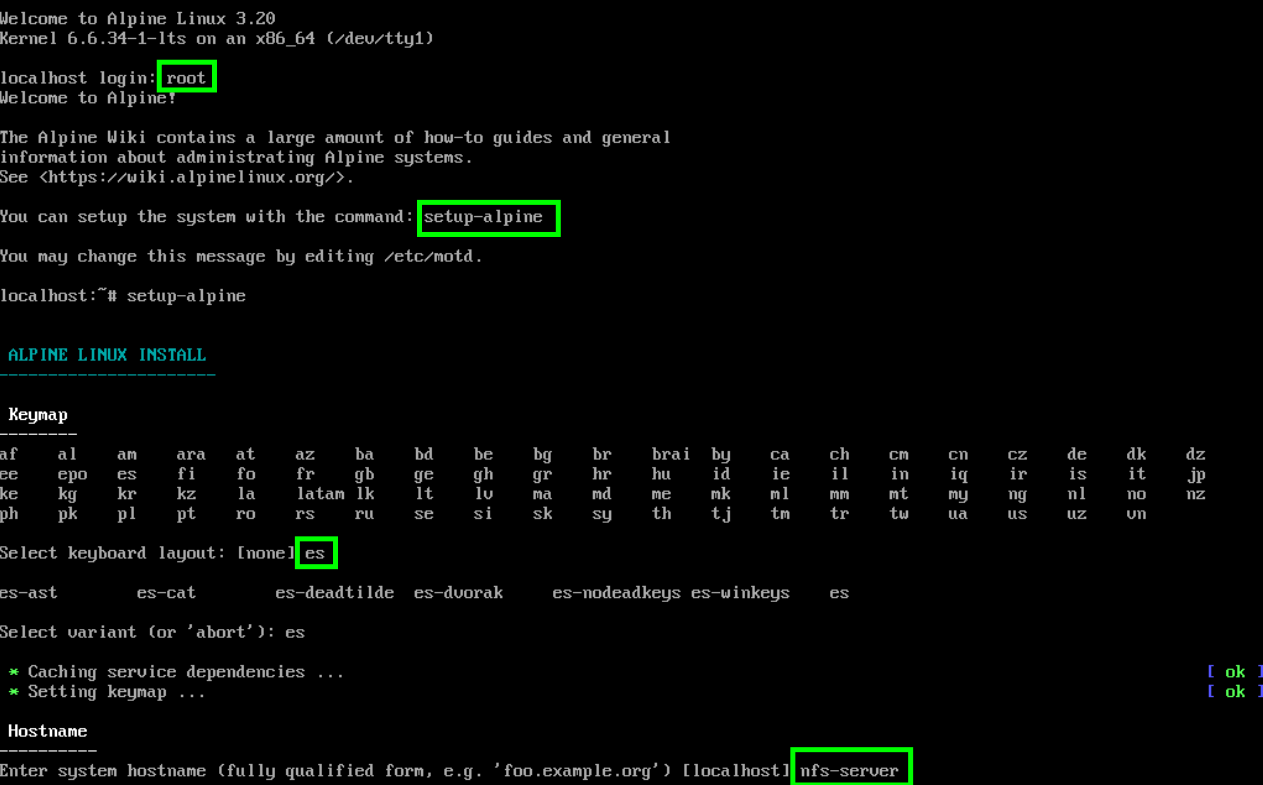 Welcome to Alpine Linux 3.20
Kernel 6.6.34-1-lts on an x86_64 (/dev/tty1)
localhost login: root
Welcome to Alpine!
The Alpine Wiki contains a large amount of how-to guides and general
information about administrating Alpine systems.
See <https://wiki.alpinelinux.org/>.
You can setup the system with the command: setup-alpine
You may change this message by editing /etc/motd.
localhost:~# setup-alpine
ALPINE LINUX INSTALL
----------------------
Keymap
--------
af al am ara at az ba bd be bg br brai by ca ch cm cn cz de dk dz
ee epo es fi fo fr gb ge gh gr hr hu id ie il in iq ir is it jp
ke kg kr kz la latam lk lt lv ma md me mk ml mm mt my ng nl no nz
ph pk pl pt ro rs ru se si sk sy th tj tm tr tw ua us uz vn
Select keyboard layout: [none] es
es-ast es-cat es-deadtilde es-dvorak es-nodeadkeys es-winkeys es
Select variant (or 'abort'): es
* Caching service dependencies ... [ ok ]
* Setting keymap ... [ ok ]
Hostname
----------
Enter system hostname (fully qualified form, e.g. 'foo.example.org') [localhost] nfs-server